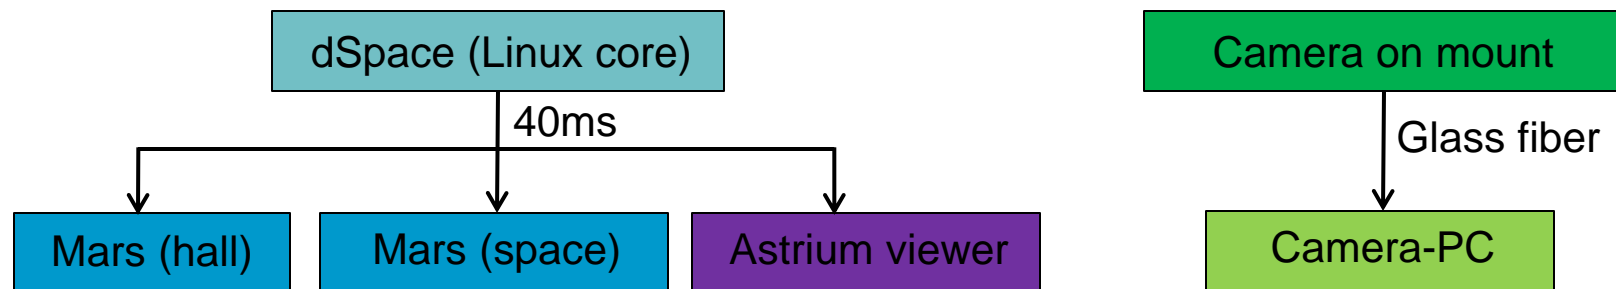 dSpace (Linux core)
Camera on mount
40ms
Glass fiber
Mars (hall)
Mars (space)
Astrium viewer
Camera-PC